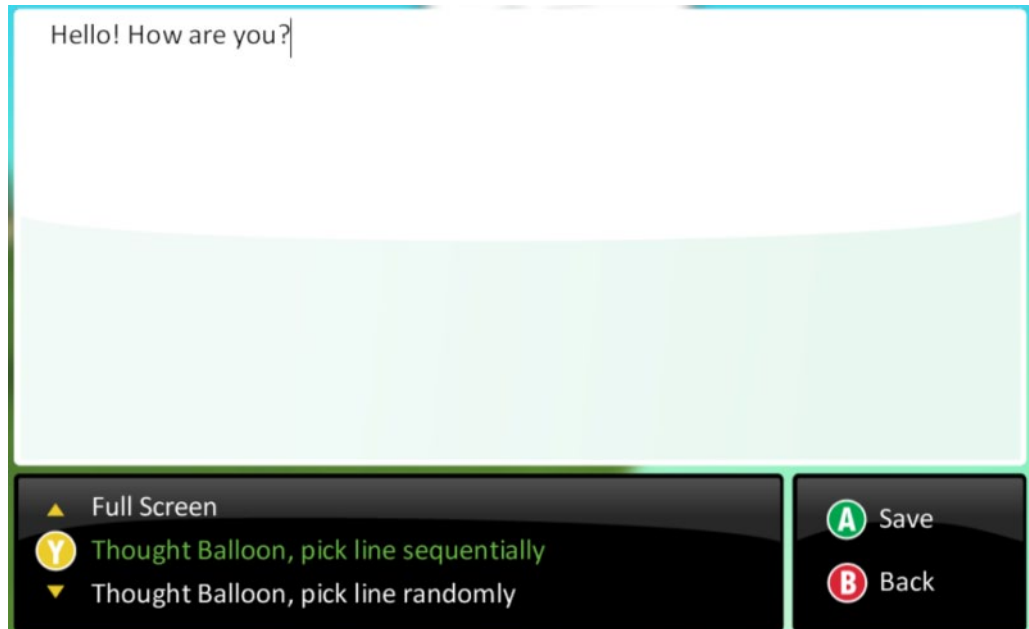 Hello! How are you?
Full Screen
Y Thought Balloon, pick line sequentially
Thought Balloon, pick line randomly
A Save
B Back